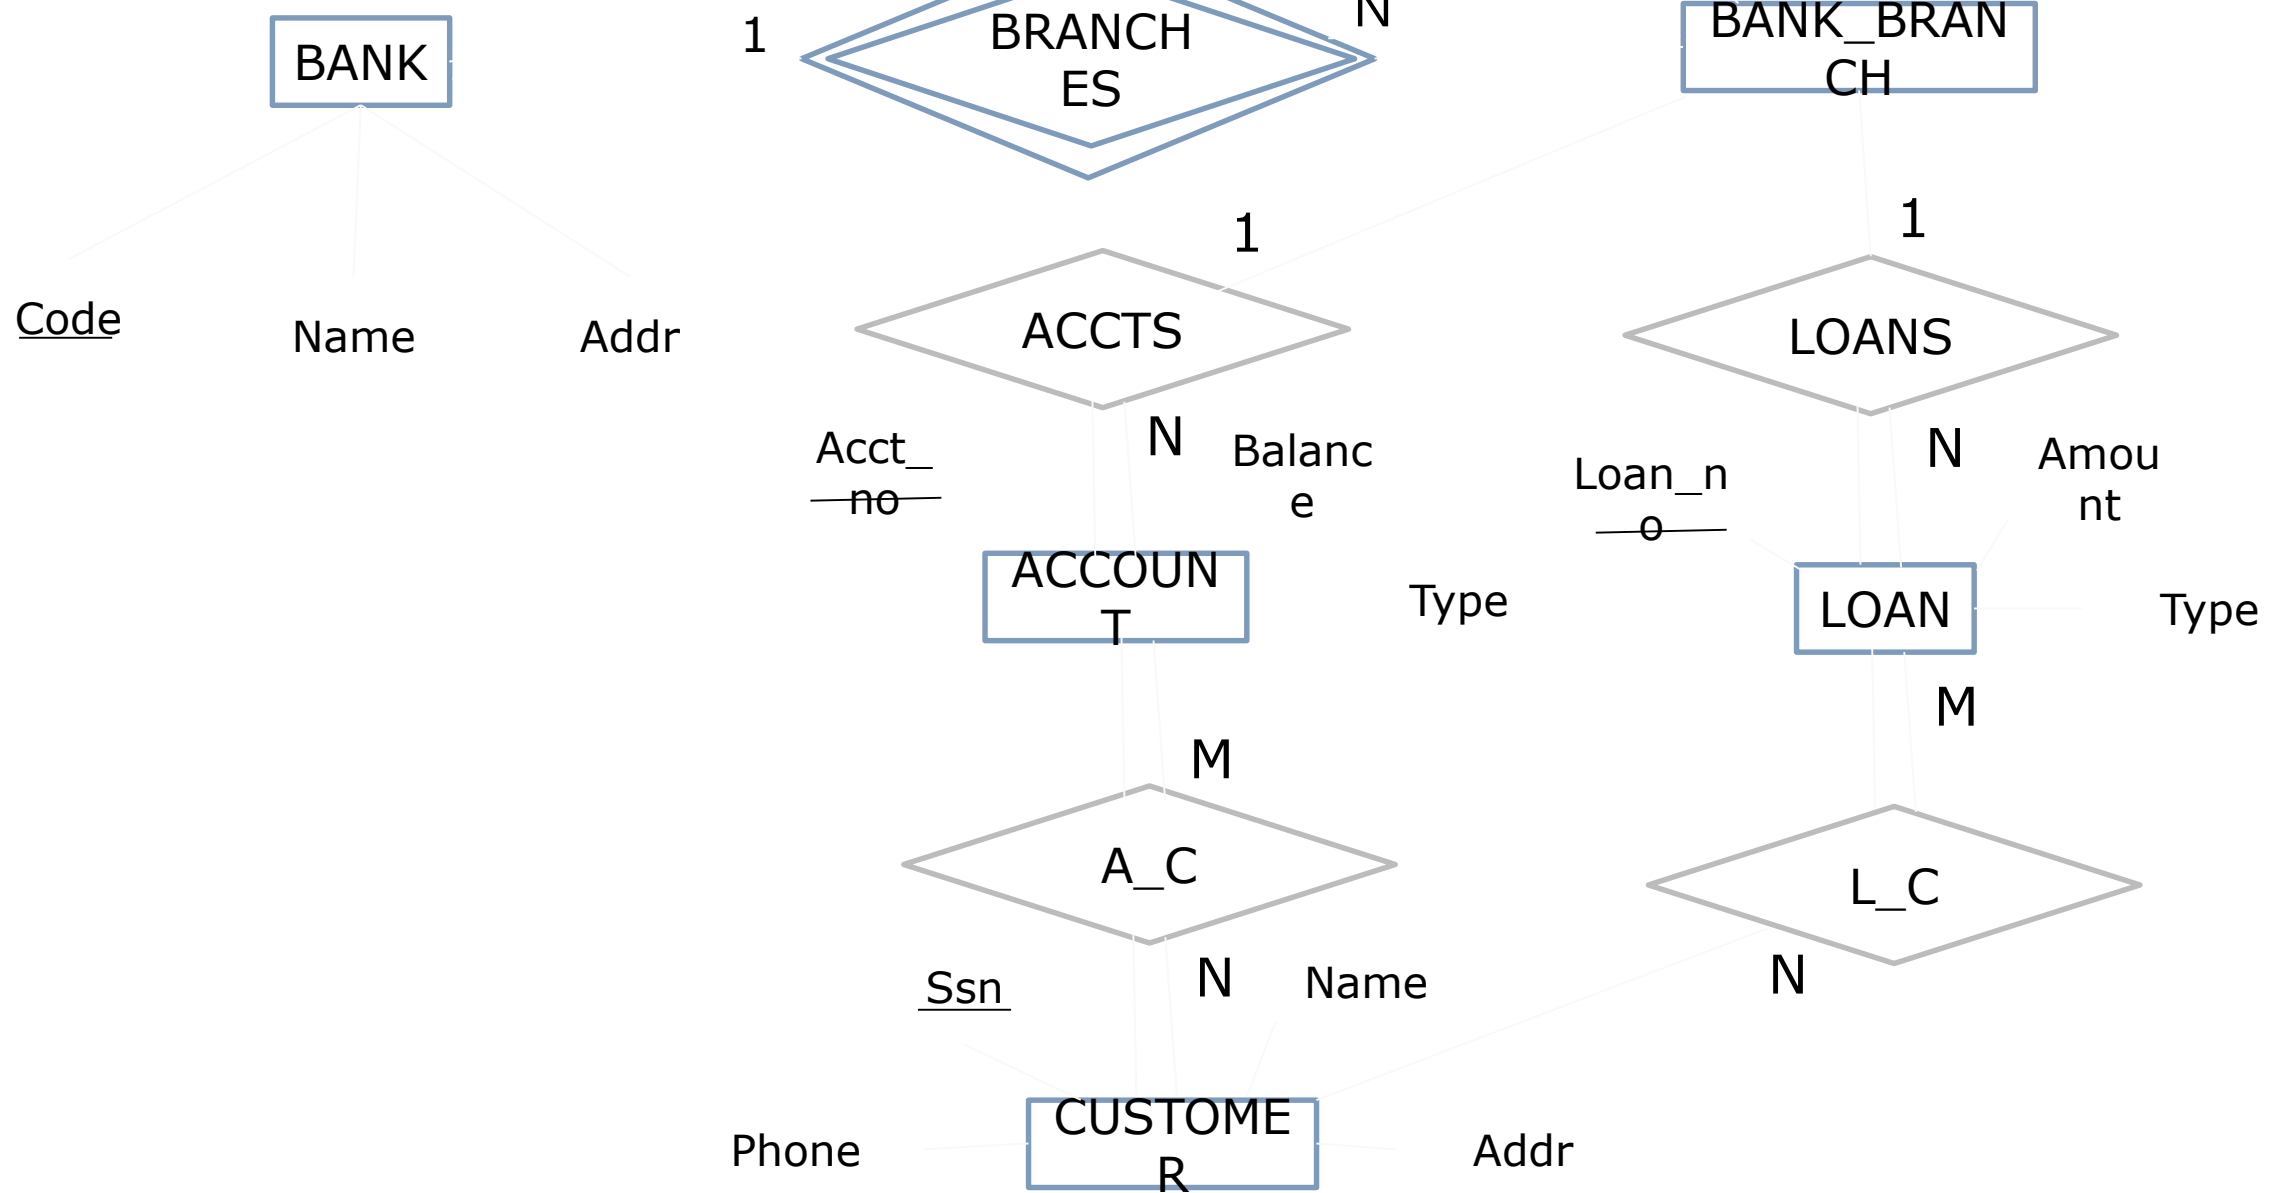 BANK
1
BRANCH
ES
N
BANK_BRAN
CH
1
1
Code
Name
Addr
ACCTS
LOANS
N
N
Acct_
no
Balanc
e
Loan_n
o
Amou
nt
ACCOUN
T
Type
LOAN
Type
M
M
A_C
L_C
N
N
Ssn
Name
CUSTOME
R
Phone
Addr